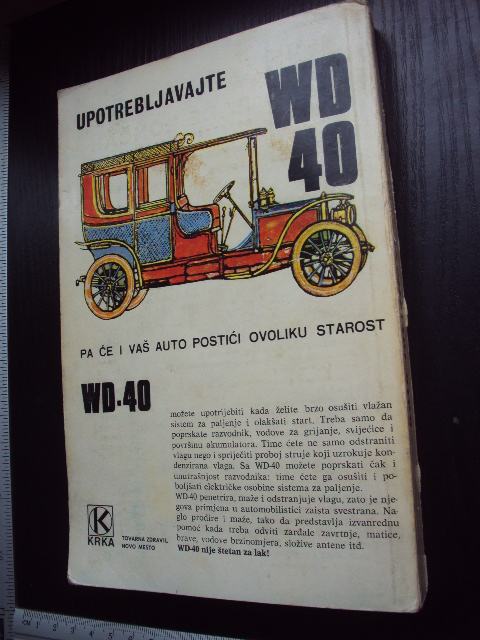 UPOTREBLJAVAJTE
WD
40
PA ĆE I VAŠ AUTO POSTIĆI OVOLIKU STAROST
WD-40
možete upotrijebiti kada želite brzo osušiti vlažan
sistem za paljenje i olakšati start. Treba samo da
poprskate razvodnik, vodove za grijanje, svijećice i
površinu akumulatora. Time ćete ne samo odstraniti
vlagu nego i spriječiti proboj struje koji uzrokuje kon-
denzirana vlaga. Sa WD-40 možete poprskati čak i
unutrašnjost razvodnika: time ćete ga osušiti i po-
boljšati električke osobine sistema za paljenje.
WD-40 penetrira, maže i odstranjuje vlagu, zato je nje-
gova primjena u automobilistici zaista svestrana. Na-
glo prodire i maže, tako da predstavlja izvanrednu
pomoć kada treba odviti zarđale zavrtnje, matice,
brave, vodove brzinomjera, složive antene itd.
WD-40 nije štetan za lak!
K
KRKA
TOVARNA ZDRAVIL
NOVO MESTO
CM